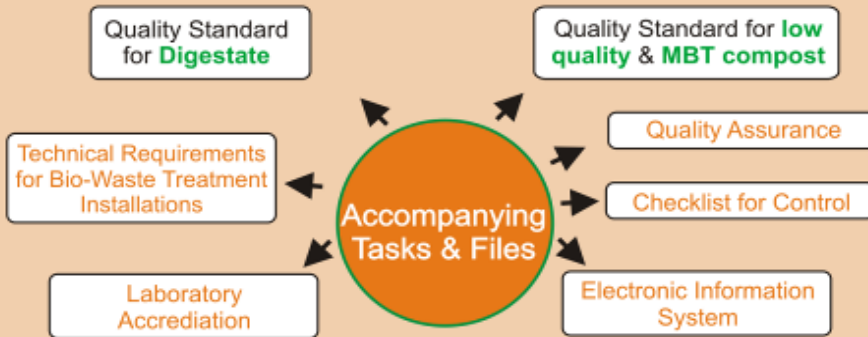 Quality Standard
for Digestate
Quality Standard for low
quality & MBT compost
Technical Requirements
for Bio-Waste Treatment
Installations
Quality Assurance
Accompanying
Tasks & Files
Checklist for Control
Laboratory
Accrediation
Electronic Information
System